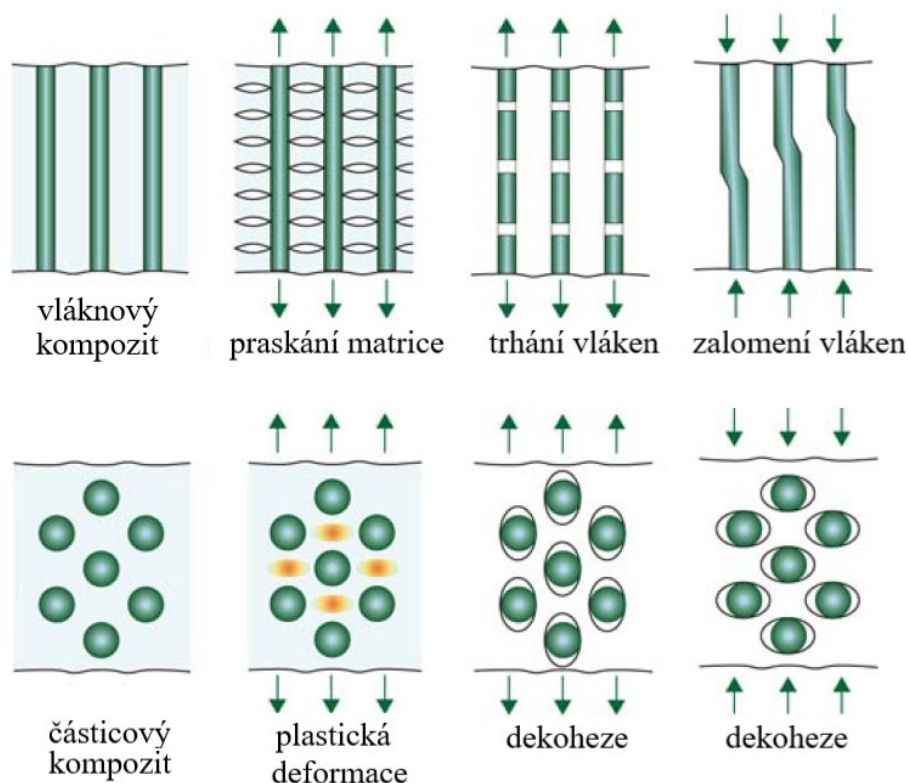 vláknový
kompozit
praskání matrice
trhání vláken
zalomení vláken
částicový
kompozit
plastická
deformace
dekoheze
dekoheze